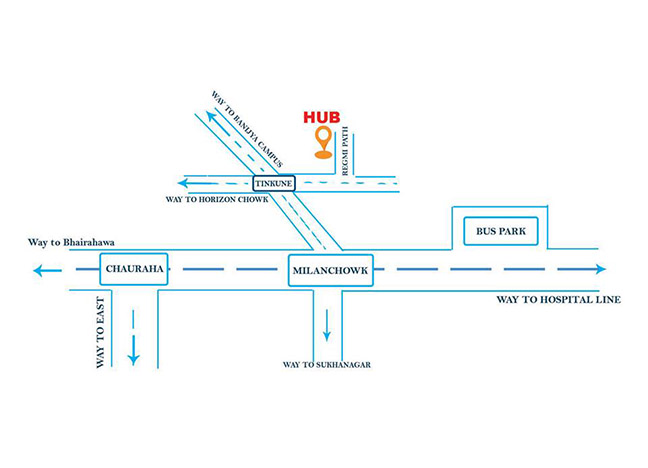 WAY TO BANIJYA CAMPUS
HUB
REGMI PATH
TINKUNE
WAY TO HORIZON CHOWK
BUS PARK
Way to Bhairahawa
CHAURAHA
MILANCHOWK
WAY TO HOSPITAL LINE
WAY TO EAST
WAY TO SUKHANAGAR